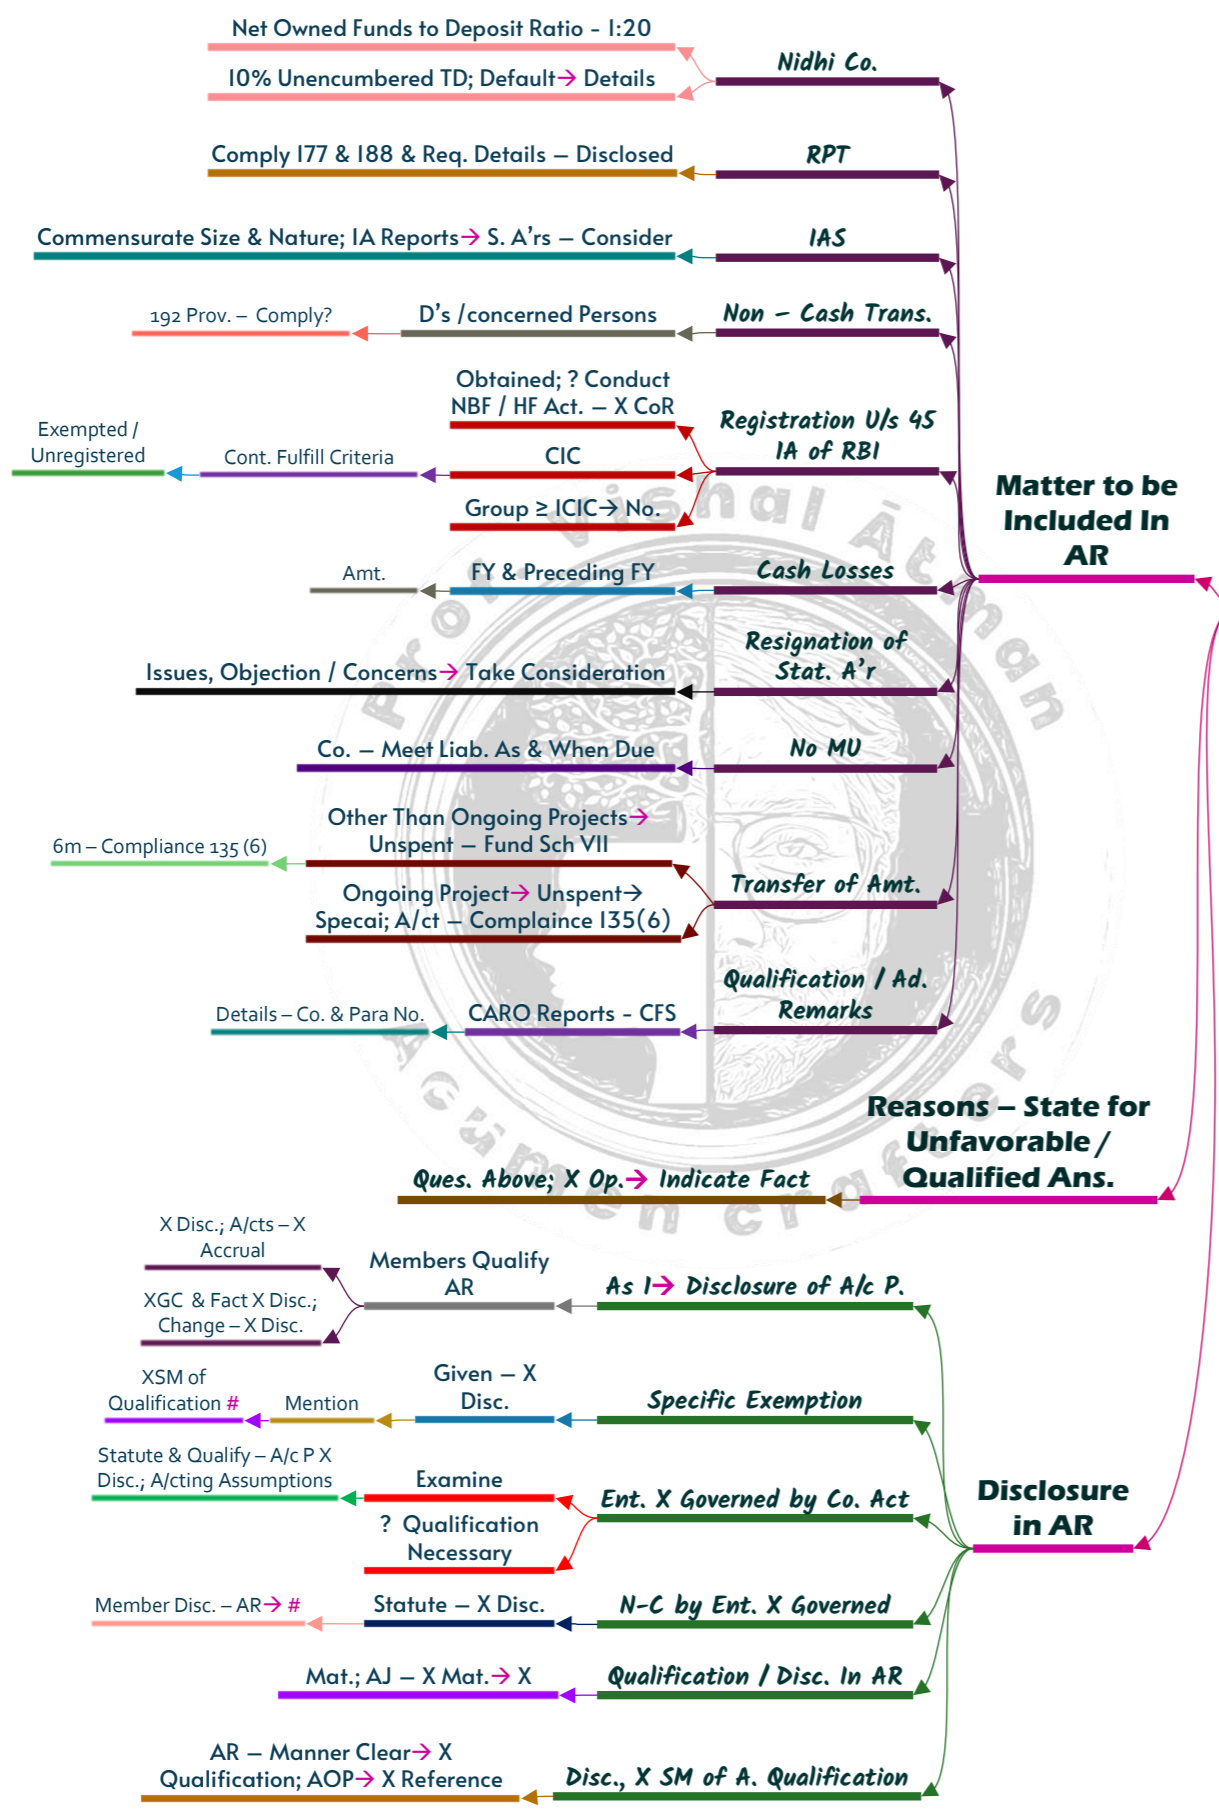 Matter to be
Included In
AR
Nidhi Co.
Net Owned Funds to Deposit Ratio - 1:20
10% Unencumbered TD; Default→ Details
RPT
Comply 177 & 188 & Req. Details – Disclosed
IAS
Commensurate Size & Nature; IA Reports→ S. A'rs – Consider
Non – Cash Trans.
D's /concerned Persons
192 Prov. – Comply?
Registration U/s 45
IA of RBI
Obtained; ? Conduct
NBF / HF Act. – X CoR
CIC
Cont. Fulfill Criteria
Exempted /
Unregistered
Group ≥ ICIC→ No.
Cash Losses
FY & Preceding FY
Amt.
Resignation of
Stat. A'r
Issues, Objection / Concerns→ Take Consideration
No MU
Co. – Meet Liab. As & When Due
Transfer of Amt.
Other Than Ongoing Projects→
Unspent – Fund Sch VII
6m – Compliance 135 (6)
Ongoing Project→ Unspent→
Specai; A/ct – Complaince 135(6)
Qualification / Ad.
Remarks
CARO Reports - CFS
Details – Co. & Para No.
Reasons – State for
Unfavorable /
Qualified Ans.
Ques. Above; X Op.→ Indicate Fact
Disclosure
in AR
As 1→ Disclosure of A/c P.
Members Qualify
AR
X Disc.; A/cts – X
Accrual
XGC & Fact X Disc.;
Change – X Disc.
Specific Exemption
Given – X
Disc.
Mention
XSM of
Qualification #
Ent. X Governed by Co. Act
Examine
Statute & Qualify – A/c P X
Disc.; A/cting Assumptions
? Qualification
Necessary
N-C by Ent. X Governed
Statute – X Disc.
Member Disc. – AR→ #
Qualification / Disc. In AR
Mat.; AJ – X Mat.→ X
Disc., X SM of A. Qualification
AR – Manner Clear→ X
Qualification; AOP→ X Reference
Prof Vishal Ātman
Acūmen crafters